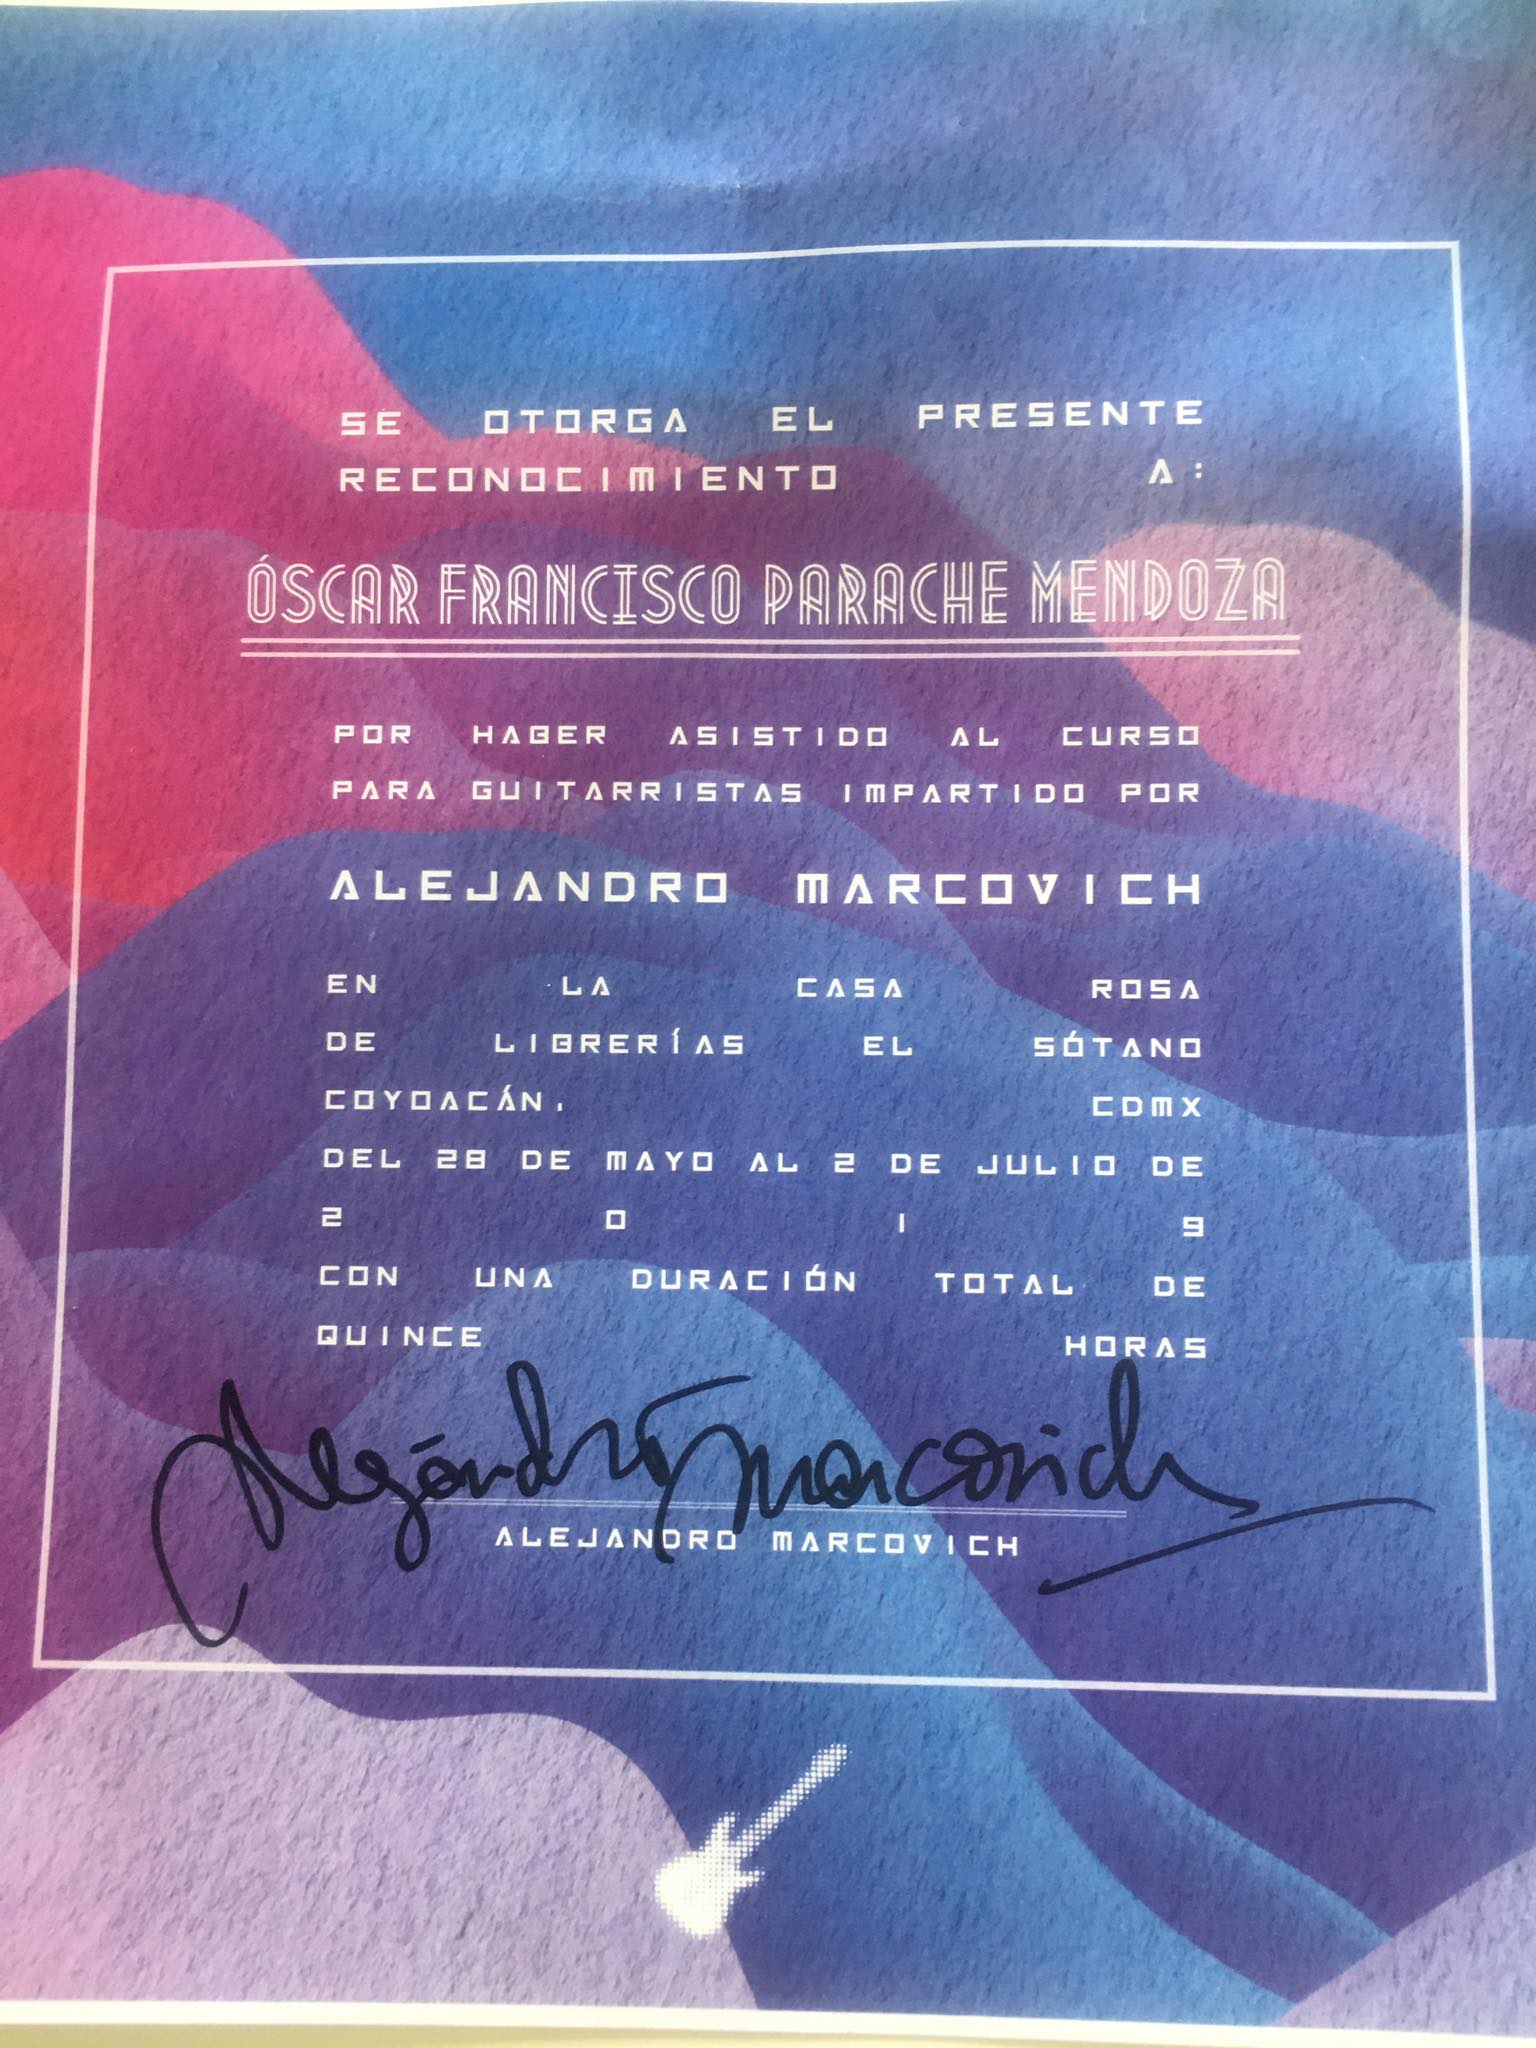 SE OTORGA EL PRESENTE
RECONOCIMIENTO A:
ÓSCAR FRANCISCO PARACHE MENDOZA
POR HABER ASISTIDO AL CURSO
PARA GUITARRISTAS IMPARTIDO POR
ALEJANDRO MARCOVICH
EN LA CASA ROSA
DE LIBRERÍAS EL SÓTANO
COYOACÁN, CDMX
DEL 28 DE MAYO AL 2 DE JULIO DE
2 0 1 9
CON UNA DURACIÓN TOTAL DE
QUINCE HORAS
Alejandro Marcovich
ALEJANDRO MARCOVICH